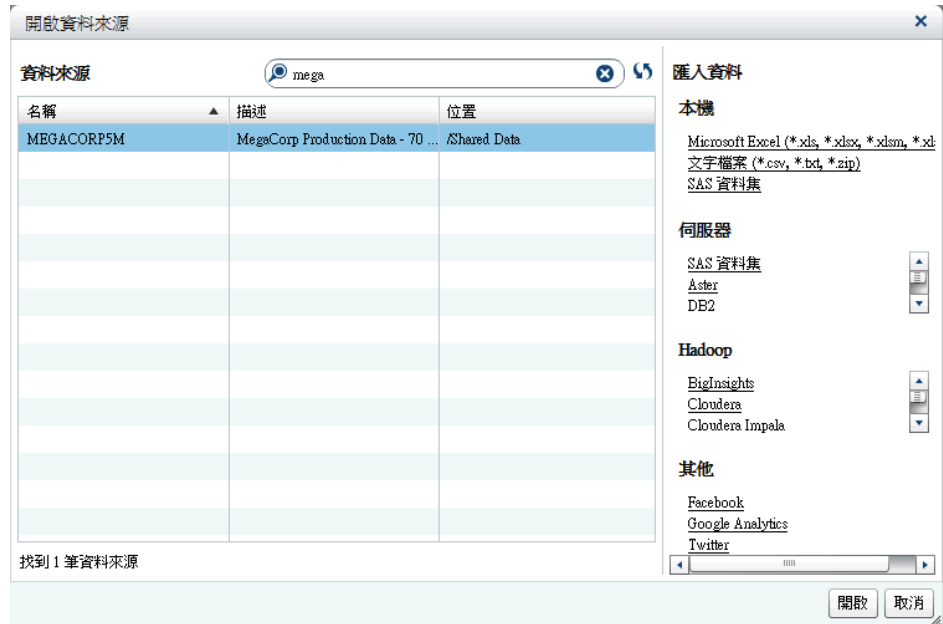 開啟資料來源
資料來源
mega
名稱 描述 位置
MEGACORP5M MegaCorp Production Data - 70 ... /Shared Data
找到 1 筆資料來源
匯入資料
本機
Microsoft Excel (*.xls, *.xlsx, *.xlsm, *.xl
文字檔案 (*.csv, *.txt, *.zip)
SAS 資料集
伺服器
SAS 資料集
Aster
DB2
Hadoop
BigInsights
Cloudera
Cloudera Impala
其他
Facebook
Google Analytics
Twitter
開啟 取消